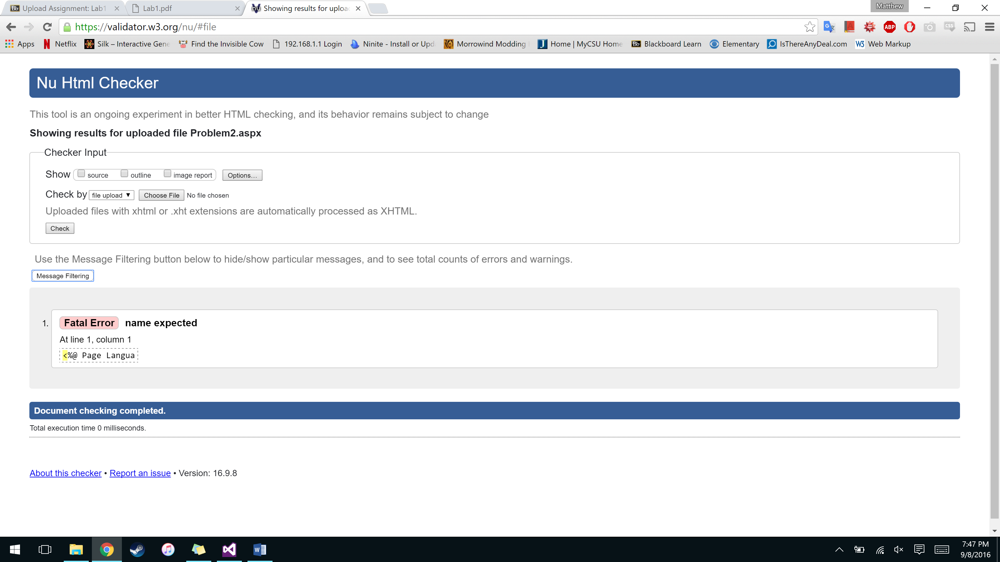 Upload Assignment: Lab1
Lab1.pdf
Showing results for uploa
Matthew
https://validator.w3.org/nu/#file
ABP
CSS
Apps
Netflix
Silk – Interactive Gene
Find the Invisible Cow
192.168.1.1 Login
Ninite - Install or Upd
Morrowind Modding
Home | MyCSU Home
Bb Blackboard Learn
Elementary
IsThereAnyDeal.com
W3 Web Markup
Nu Html Checker
This tool is an ongoing experiment in better HTML checking, and its behavior remains subject to change
Showing results for uploaded file Problem2.aspx
Checker Input
Show source outline image report Options...
Check by file upload Choose File No file chosen
Uploaded files with xhtml or .xht extensions are automatically processed as XHTML.
Check
Use the Message Filtering button below to hide/show particular messages, and to see total counts of errors and warnings.
Message Filtering
1. Fatal Error name expected
At line 1, column 1
<%@ Page Langua
Document checking completed.
Total execution time 0 milliseconds.
About this checker • Report an issue • Version: 16.9.8
7:47 PM
9/8/2016